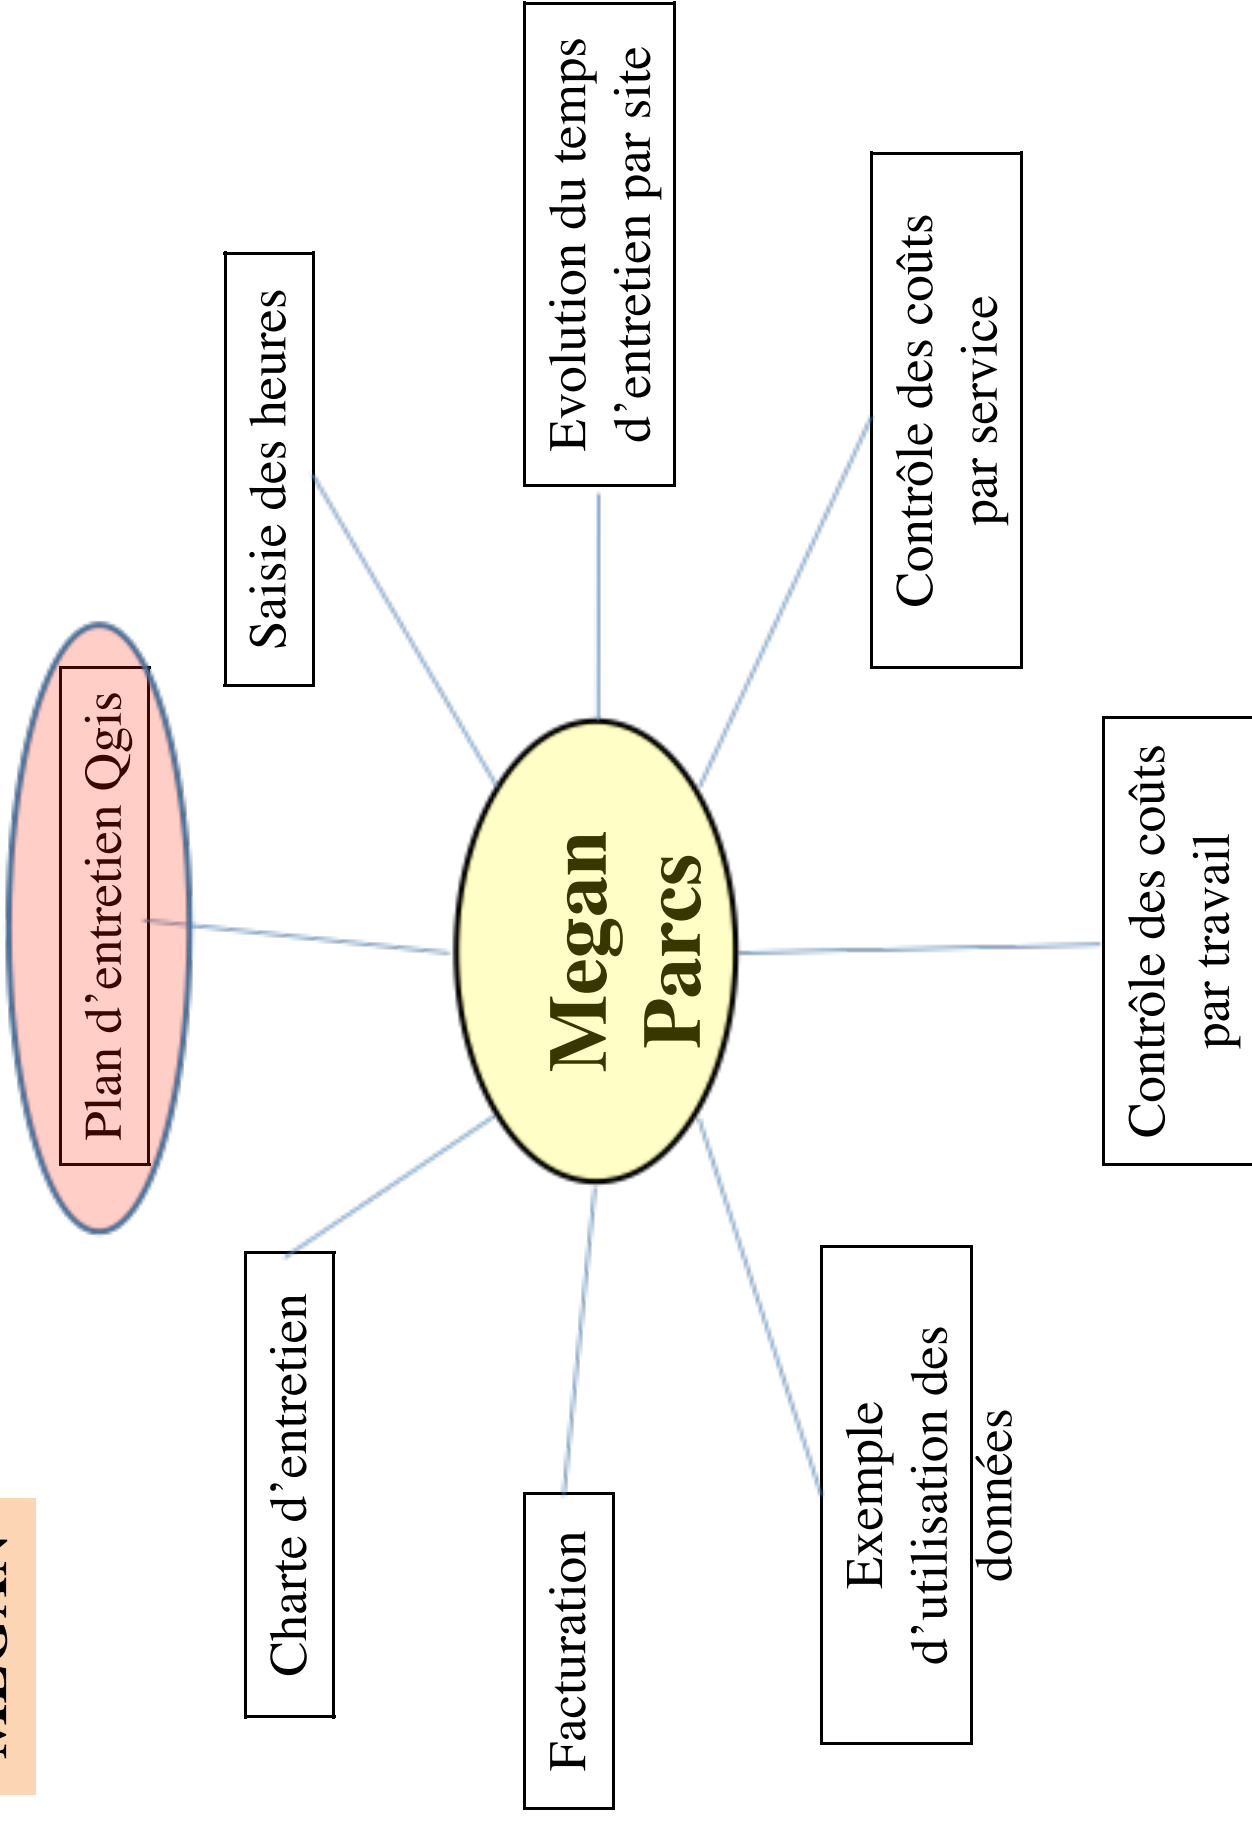 MEGAN
Plan d’entretien Qgis
Charte d’entretien
Saisie des heures
Facturation
Megan
Parcs
Evolution du temps
d’entretien par site
Exemple
d’utilisation des
données
Contrôle des coûts
par service
Contrôle des coûts
par travail